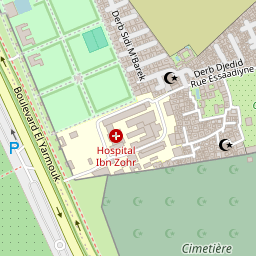 Derb Sidi M'Barek
Derb Djedid
Rue Essaadiyne
Boulevard El Yarmouk
P
Hospital
Ibn Zohr
Cimetière